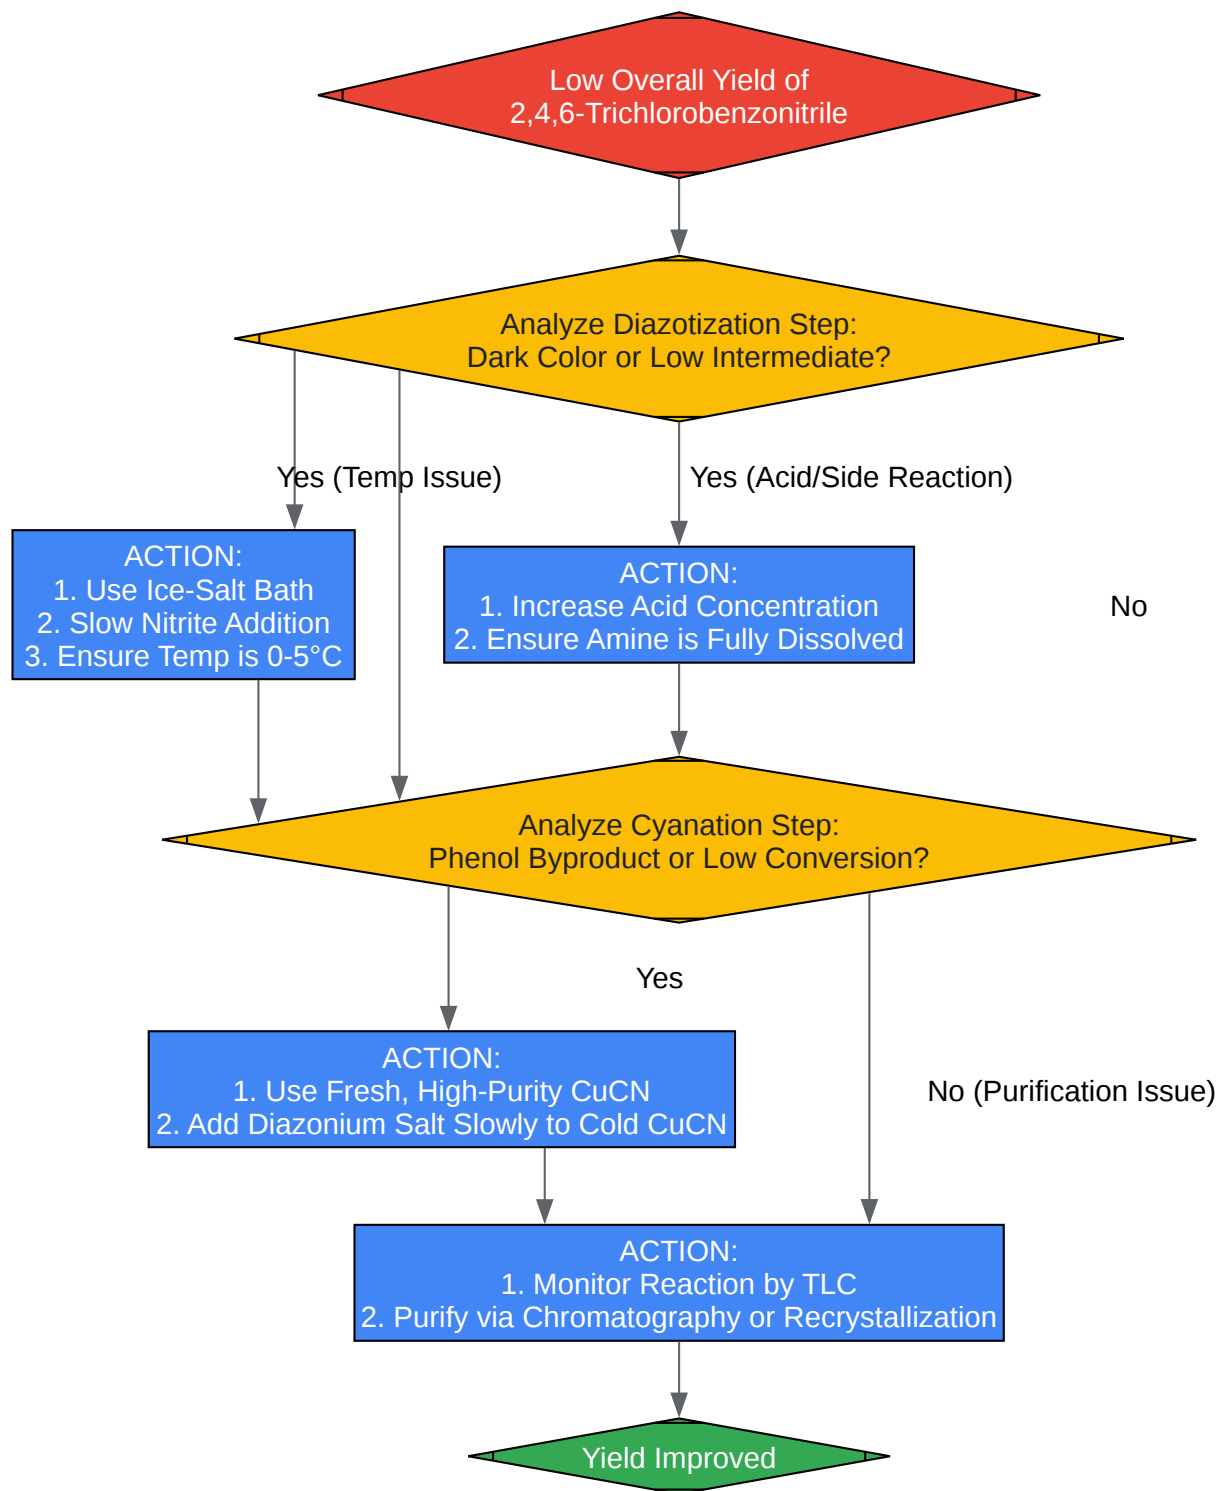 Low Overall Yield of
2,4,6-Trichlorobenzonitrile
Analyze Diazotization Step:
Dark Color or Low Intermediate?
Yes (Temp Issue)
Yes (Acid/Side Reaction)
ACTION:
1. Use Ice-Salt Bath
2. Slow Nitrite Addition
3. Ensure Temp is 0-5°C
ACTION:
1. Increase Acid Concentration
2. Ensure Amine is Fully Dissolved
No
Analyze Cyanation Step:
Phenol Byproduct or Low Conversion?
Yes
ACTION:
1. Use Fresh, High-Purity CuCN
2. Add Diazonium Salt Slowly to Cold CuCN
No (Purification Issue)
ACTION:
1. Monitor Reaction by TLC
2. Purify via Chromatography or Recrystallization
Yield Improved